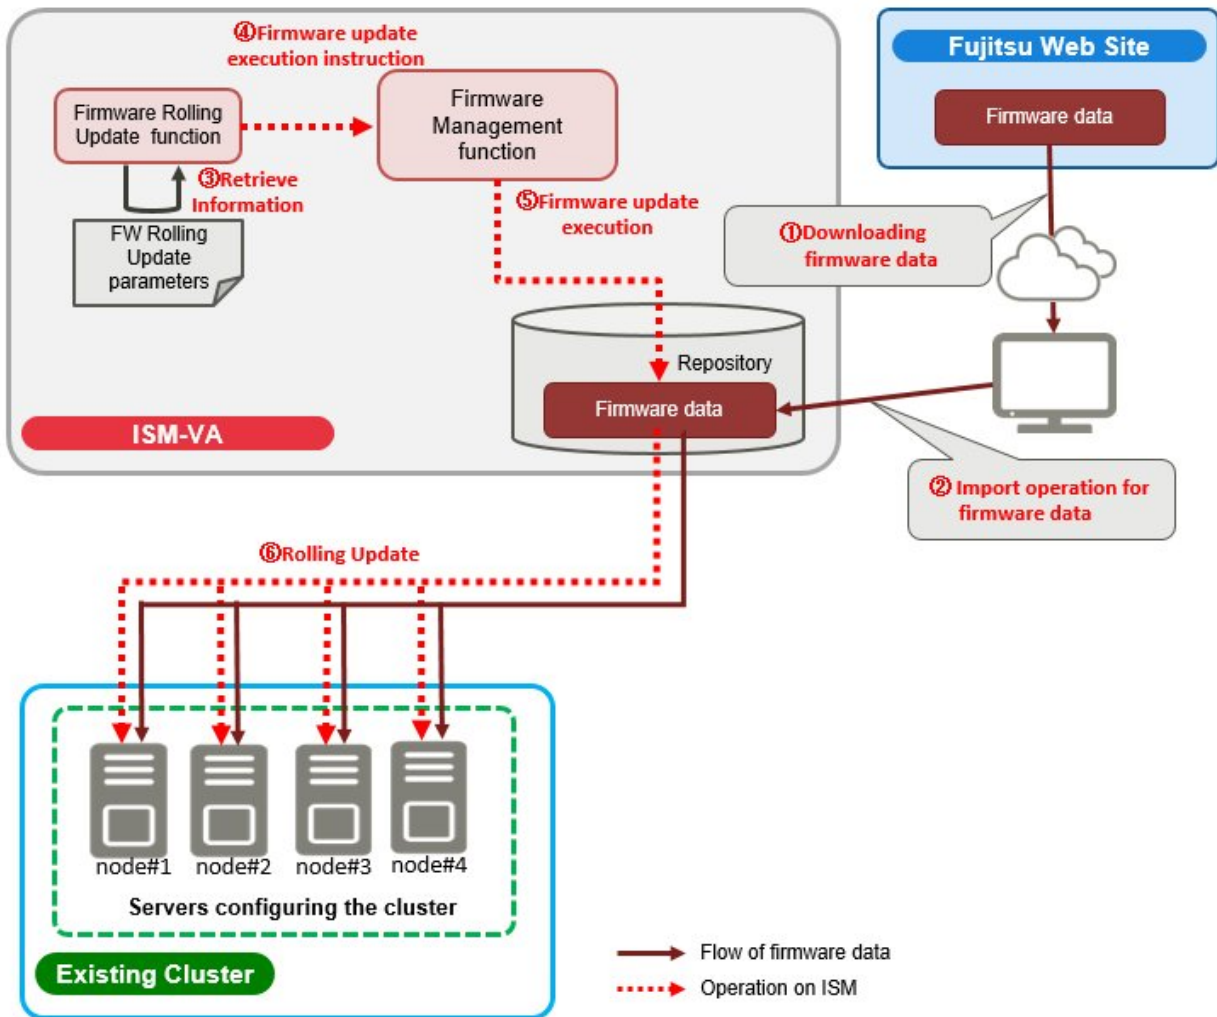 ④Firmware update
execution instruction
Fujitsu Web Site
Firmware data
Firmware Rolling
Update function
Firmware
Management
function
③Retrieve
Information
FW Rolling
Update
parameters
⑤Firmware update
execution
①Downloading
firmware data
Repository
Firmware data
ISM-VA
② Import operation for
firmware data
⑥Rolling Update
node#1 node#2 node#3 node#4
Servers configuring the cluster
Existing Cluster
Flow of firmware data
Operation on ISM